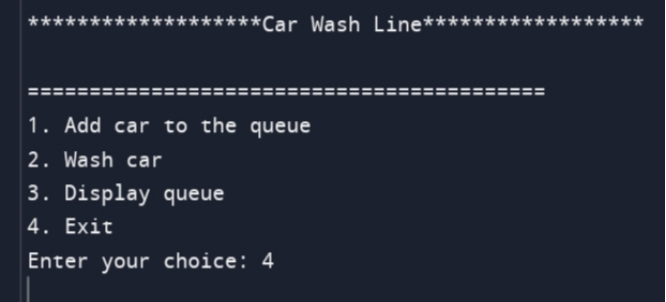 *******************Car Wash Line******************
==========================================
1. Add car to the queue
2. Wash car
3. Display queue
4. Exit
Enter your choice: 4